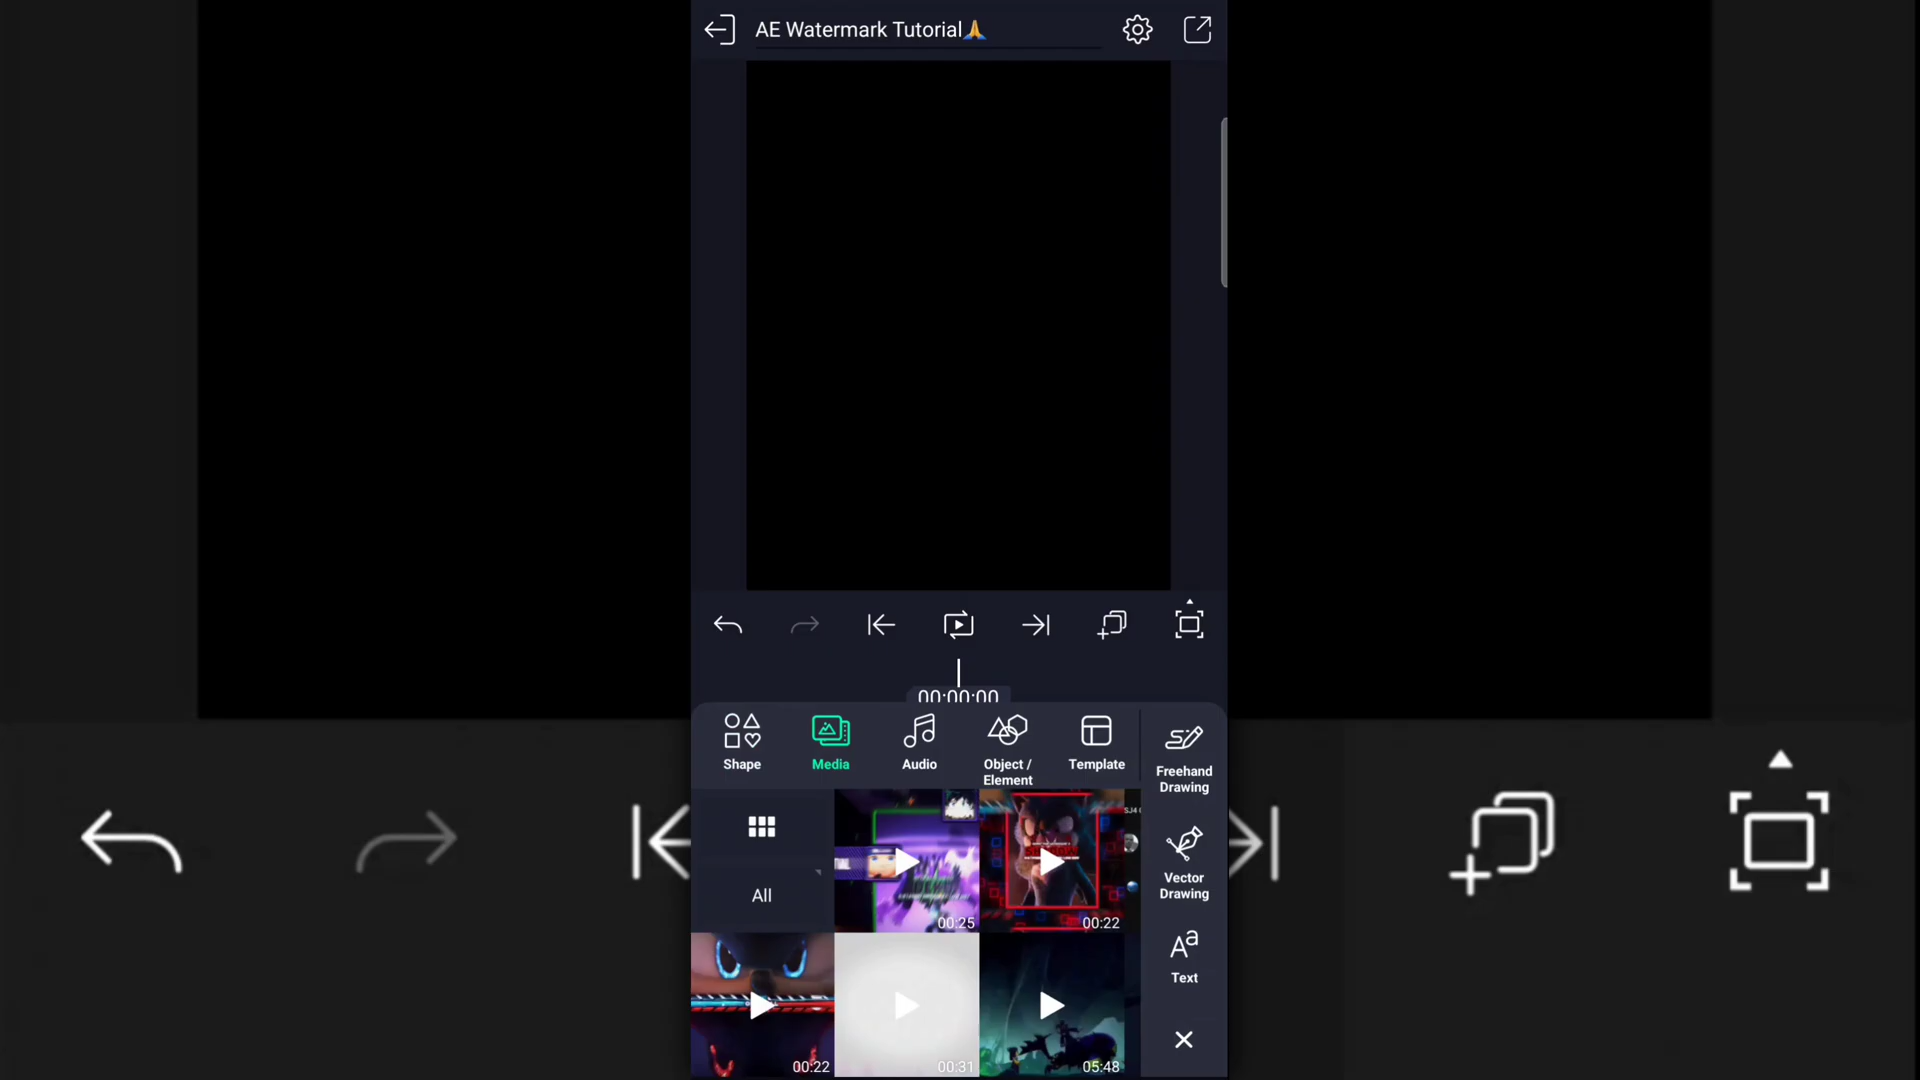 AE Watermark Tutorial🙏
00:00:00
Shape
Media
Audio
Object /
Element
Template
Freehand
Drawing
Vector
Drawing
Text
All
00:25
00:22
00:22
00:31
05:48